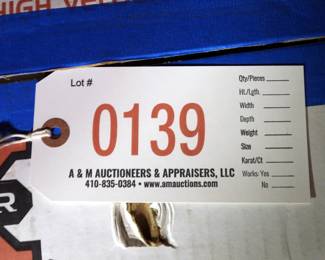 HIGH VEL
Lot #
0139
Qty/Pieces
Ht./Lgth.
Width
Depth
Weight
Size
Karat/Ct
Works: Yes
No
A & M AUCTIONEERS & APPRAISERS, LLC
410-835-0384 • www.amauctions.com
R